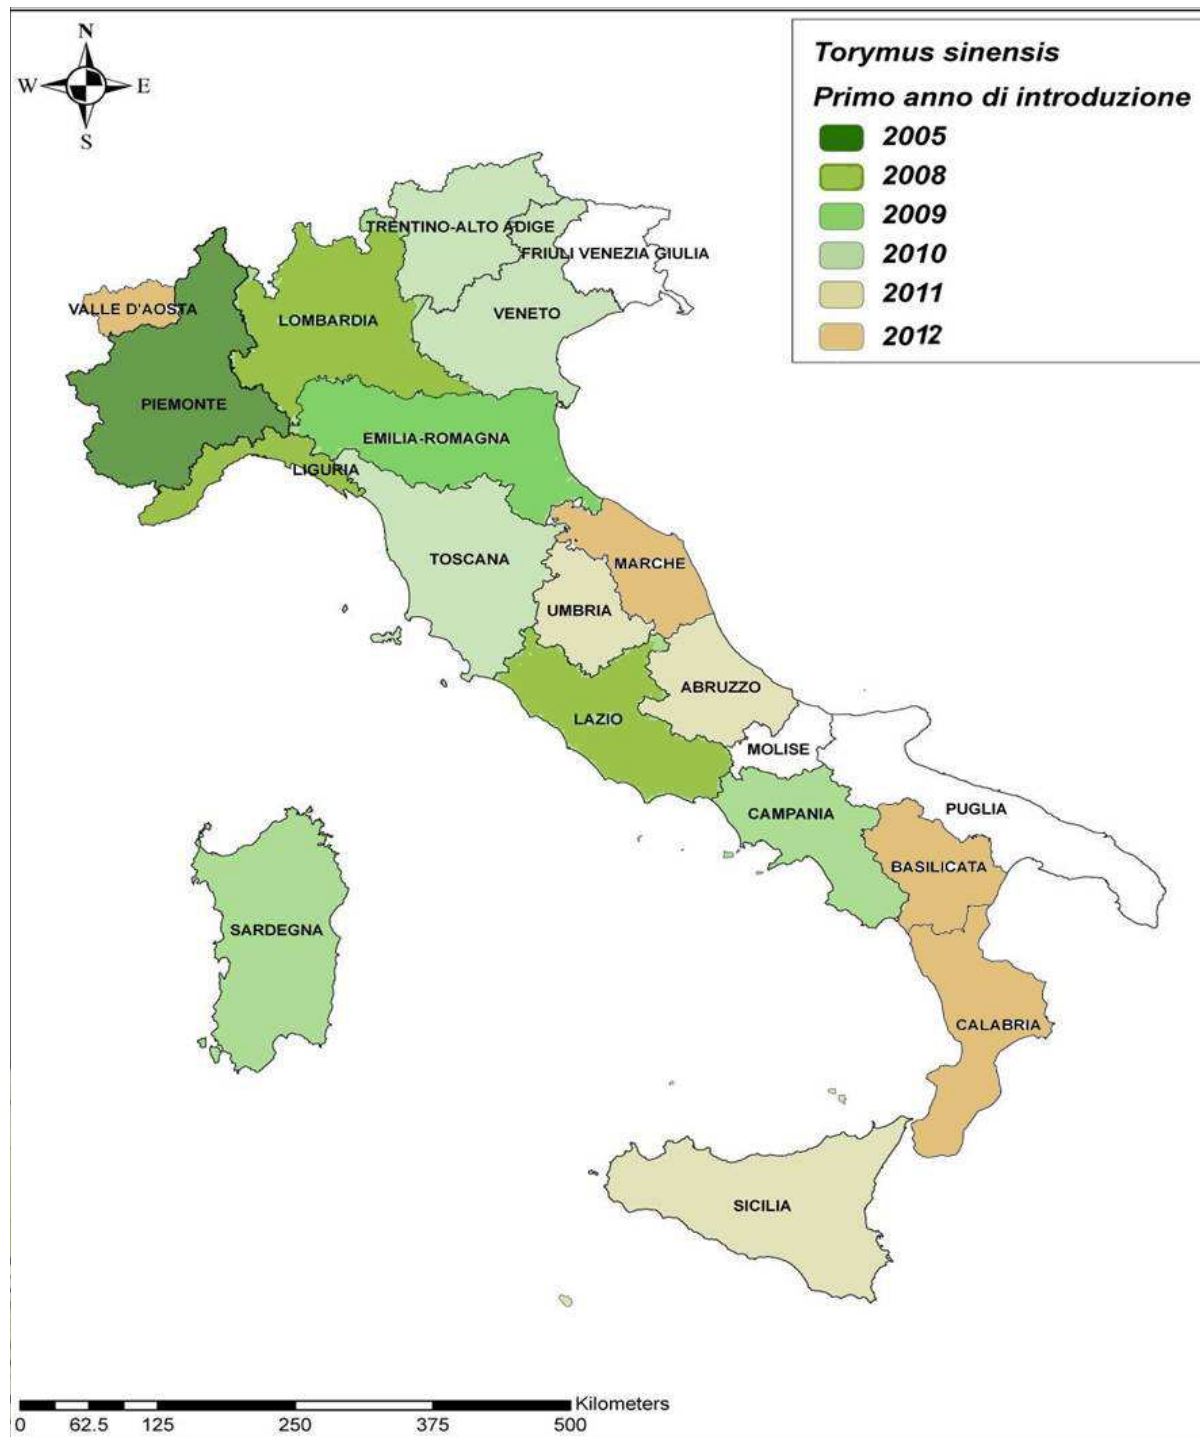 N
W E
S
Torymus sinensis
Primo anno di introduzione
2005
2008
2009
2010
2011
2012
TRENTINO-ALTO ADIGE
FRIULI VENEZIA GIULIA
VALLE D'AOSTA
LOMBARDIA
VENETO
PIEMONTE
EMILIA-ROMAGNA
LIGURIA
TOSCANA
MARCHE
UMBRIA
ABRUZZO
LAZIO
MOLISE
CAMPANIA
PUGLIA
BASILICATA
SARDEGNA
CALABRIA
SICILIA
Kilometers
0 62.5 125 250 375 500